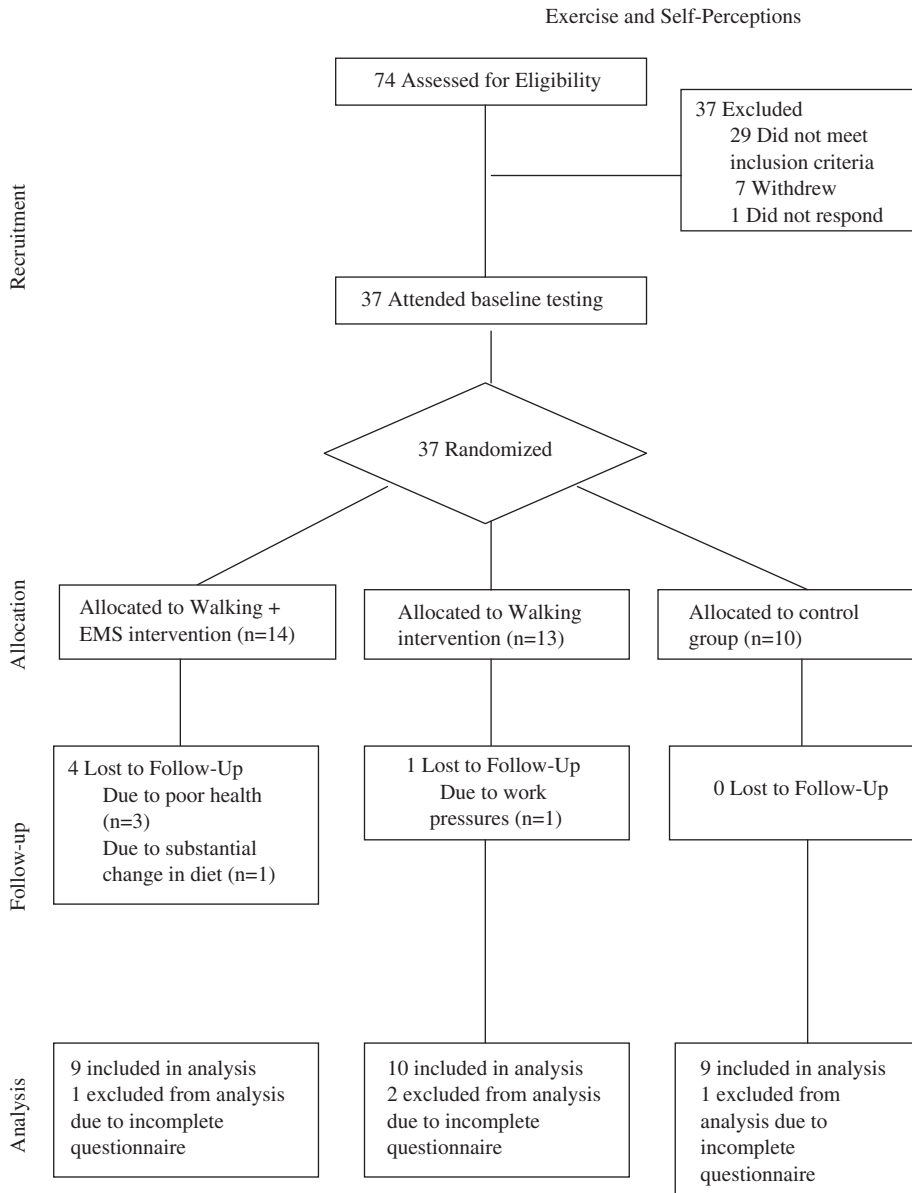 Exercise and Self-Perceptions
74 Assessed for Eligibility
37 Excluded
29 Did not meet
inclusion criteria
7 Withdrew
1 Did not respond
Recruitment
37 Attended baseline testing
37 Randomized
Allocation
Allocated to Walking +
EMS intervention (n=14)
Allocated to Walking
intervention (n=13)
Allocated to control
group (n=10)
Follow-up
4 Lost to Follow-Up
Due to poor health
(n=3)
Due to substantial
change in diet (n=1)
1 Lost to Follow-Up
Due to work
pressures (n=1)
0 Lost to Follow-Up
Analysis
9 included in analysis
1 excluded from analysis
due to incomplete
questionnaire
10 included in analysis
2 excluded from analysis
due to incomplete
questionnaire
9 included in analysis
1 excluded from
analysis due to
incomplete
questionnaire